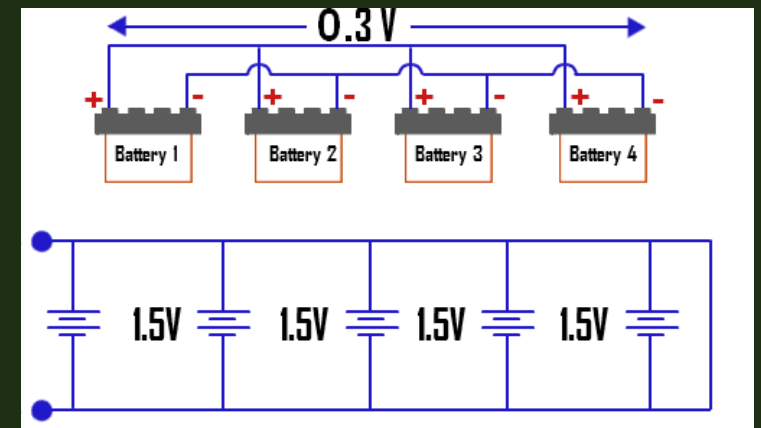 0.3 V
+ - + - + - + -
Battery 1 Battery 2 Battery 3 Battery 4
1.5V 1.5V 1.5V 1.5V